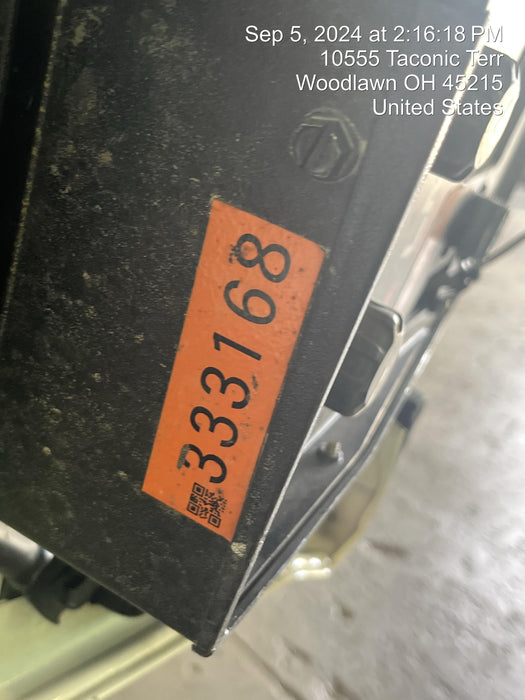 Sep 5, 2024 at 2:16:18 PM
10555 Taconic Terr
Woodlawn OH 45215
United States
333168